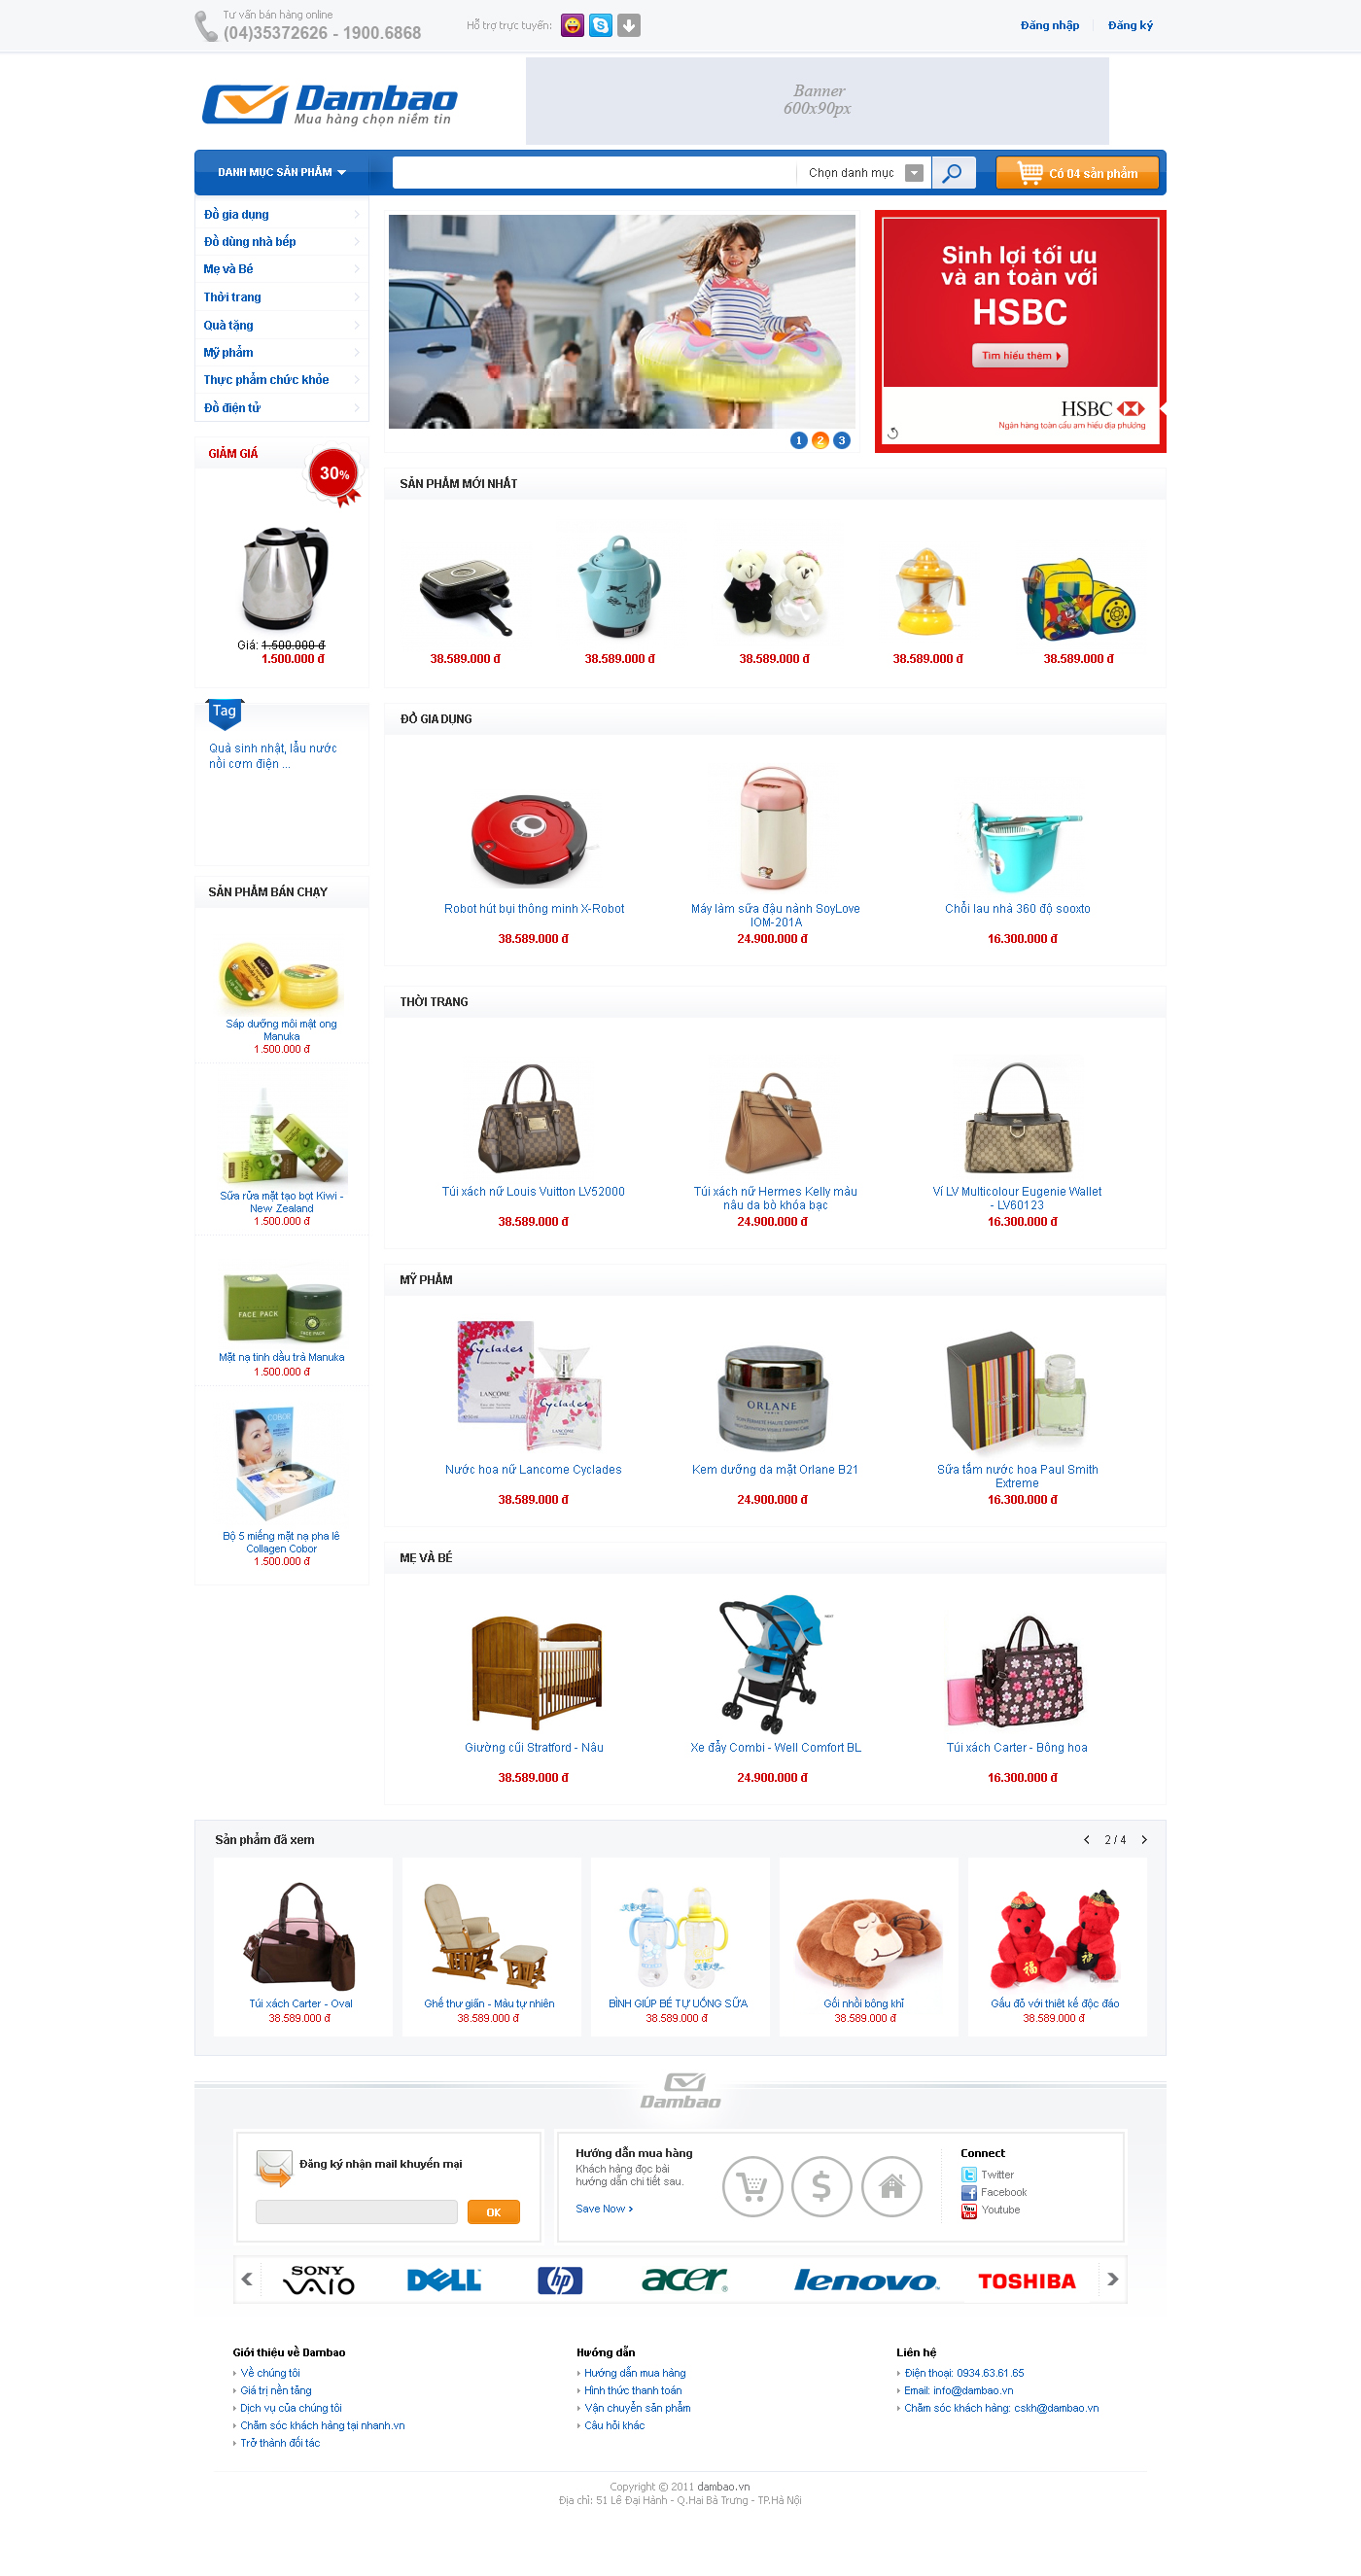 Tư vấn bán hàng online
(04)35372626 - 1900.6868
Hỗ trợ trực tuyến:
Đăng nhập
Đăng ký
Dambao
Mua hàng chọn niềm tin
Banner
600x90px
DANH MỤC SẢN PHẨM
Chọn danh mục
Có 04 sản phẩm
Đồ gia dụng
Đồ dùng nhà bếp
Mẹ và Bé
Thời trang
Quà tặng
Mỹ phẩm
Thực phẩm chức khỏe
Đồ điện tử
1 2 3
Sinh lợi tối ưu
và an toàn với
HSBC
Tìm hiểu thêm
HSBC
Ngân hàng toàn cầu am hiểu địa phương
GIẢM GIÁ
30%
Giá: 1.500.000 đ
1.500.000 đ
SẢN PHẨM MỚI NHẤT
38.589.000 đ
38.589.000 đ
38.589.000 đ
38.589.000 đ
38.589.000 đ
Tag
Quà sinh nhật, lẩu nước
nồi cơm điện ...
ĐỒ GIA DỤNG
Robot hút bụi thông minh X-Robot
38.589.000 đ
Máy làm sữa đậu nành SoyLove
IOM-201A
24.900.000 đ
Chổi lau nhà 360 độ sooxto
16.300.000 đ
SẢN PHẨM BÁN CHẠY
Sáp dưỡng môi mật ong
Manuka
1.500.000 đ
Sữa rửa mặt tạo bọt Kiwi -
New Zealand
1.500.000 đ
FACE PACK
FACE PACK
Mặt nạ tinh dầu trà Manuka
1.500.000 đ
COBOR
Bộ 5 miếng mặt nạ pha lê
Collagen Cobor
1.500.000 đ
THỜI TRANG
Túi xách nữ Louis Vuitton LV52000
38.589.000 đ
Túi xách nữ Hermes Kelly màu
nâu da bò khóa bạc
24.900.000 đ
Ví LV Multicolour Eugenie Wallet
- LV60123
16.300.000 đ
MỸ PHẨM
Cyclades
LANCÔME
Cyclades
LANCÔME
Nước hoa nữ Lancome Cyclades
38.589.000 đ
ORLANE
PARIS
Kem dưỡng da mặt Orlane B21
24.900.000 đ
Sữa tắm nước hoa Paul Smith
Extreme
16.300.000 đ
MẸ VÀ BÉ
Giường cũi Stratford - Nâu
38.589.000 đ
Xe đẩy Combi - Well Comfort BL
24.900.000 đ
Túi xách Carter - Bông hoa
16.300.000 đ
Sản phẩm đã xem
2 / 4
Túi xách Carter - Oval
38.589.000 đ
Ghế thư giãn - Màu tự nhiên
38.589.000 đ
BÌNH GIÚP BÉ TỰ UỐNG SỮA
38.589.000 đ
Gối nhồi bông khỉ
38.589.000 đ
福
Gấu đỏ với thiết kế độc đáo
38.589.000 đ
Dambao
Đăng ký nhận mail khuyến mại
OK
Hướng dẫn mua hàng
Khách hàng đọc bài
hướng dẫn chi tiết sau.
Save Now
$
Connect
Twitter
Facebook
You Tube
Youtube
SONY
VAIO
DELL
hp
acer
lenovo
TOSHIBA
Giới thiệu về Dambao
Về chúng tôi
Giá trị nền tảng
Dịch vụ của chúng tôi
Chăm sóc khách hàng tại nhanh.vn
Trở thành đối tác
Hướng dẫn
Hướng dẫn mua hàng
Hình thức thanh toán
Vận chuyển sản phẩm
Câu hỏi khác
Liên hệ
Điện thoại: 0934.63.61.65
Email: info@dambao.vn
Chăm sóc khách hàng: cskh@dambao.vn
Copyright © 2011 dambao.vn
Địa chỉ: 51 Lê Đại Hành - Q.Hai Bà Trưng - TP.Hà Nội